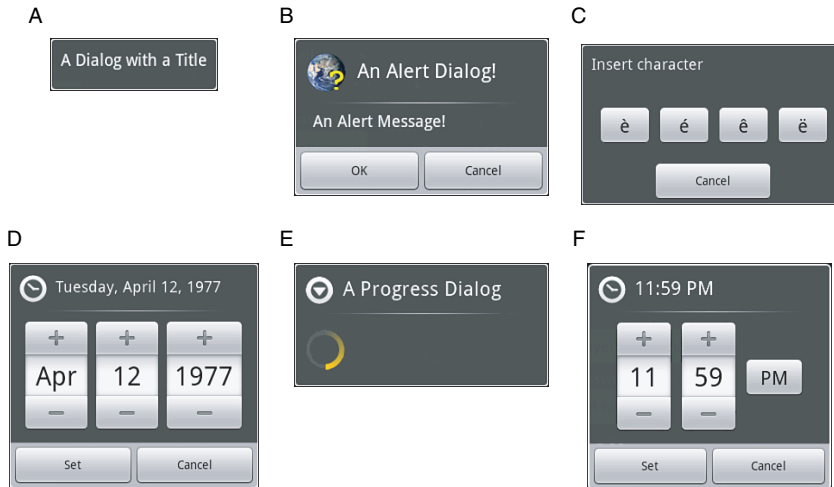 A
A Dialog with a Title
B
An Alert Dialog!
An Alert Message!
OK Cancel
C
Insert character
è é ê ë
Cancel
D
Tuesday, April 12, 1977
+ + +
Apr 12 1977
− − −
Set Cancel
E
A Progress Dialog
F
11:59 PM
+ +
11 59 PM
− −
Set Cancel